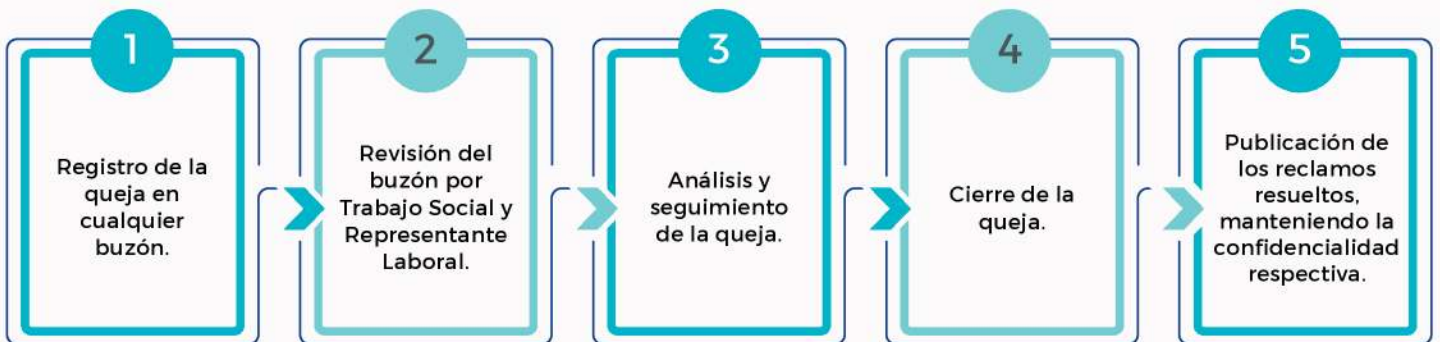 1
Registro de la
queja en
cualquier
buzón.
2
Revisión del
buzón por
Trabajo Social y
Representante
Laboral.
3
Análisis y
seguimiento
de la queja.
4
Cierre de la
queja.
5
Publicación de
los reclamos
resueltos,
manteniendo la
confidencialidad
respectiva.